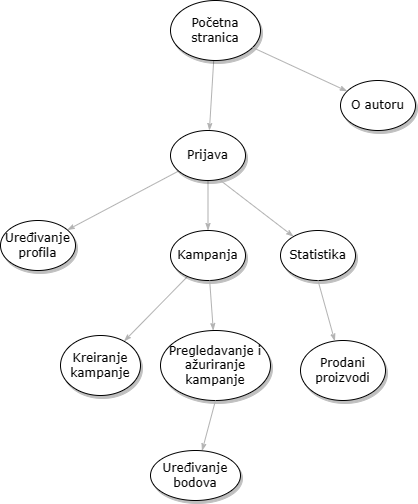 Početna
stranica
O autoru
Prijava
Uređivanje
profila
Kampanja
Statistika
Kreiranje
kampanje
Pregledavanje i
ažuriranje
kampanje
Prodani
proizvodi
Uređivanje
bodova